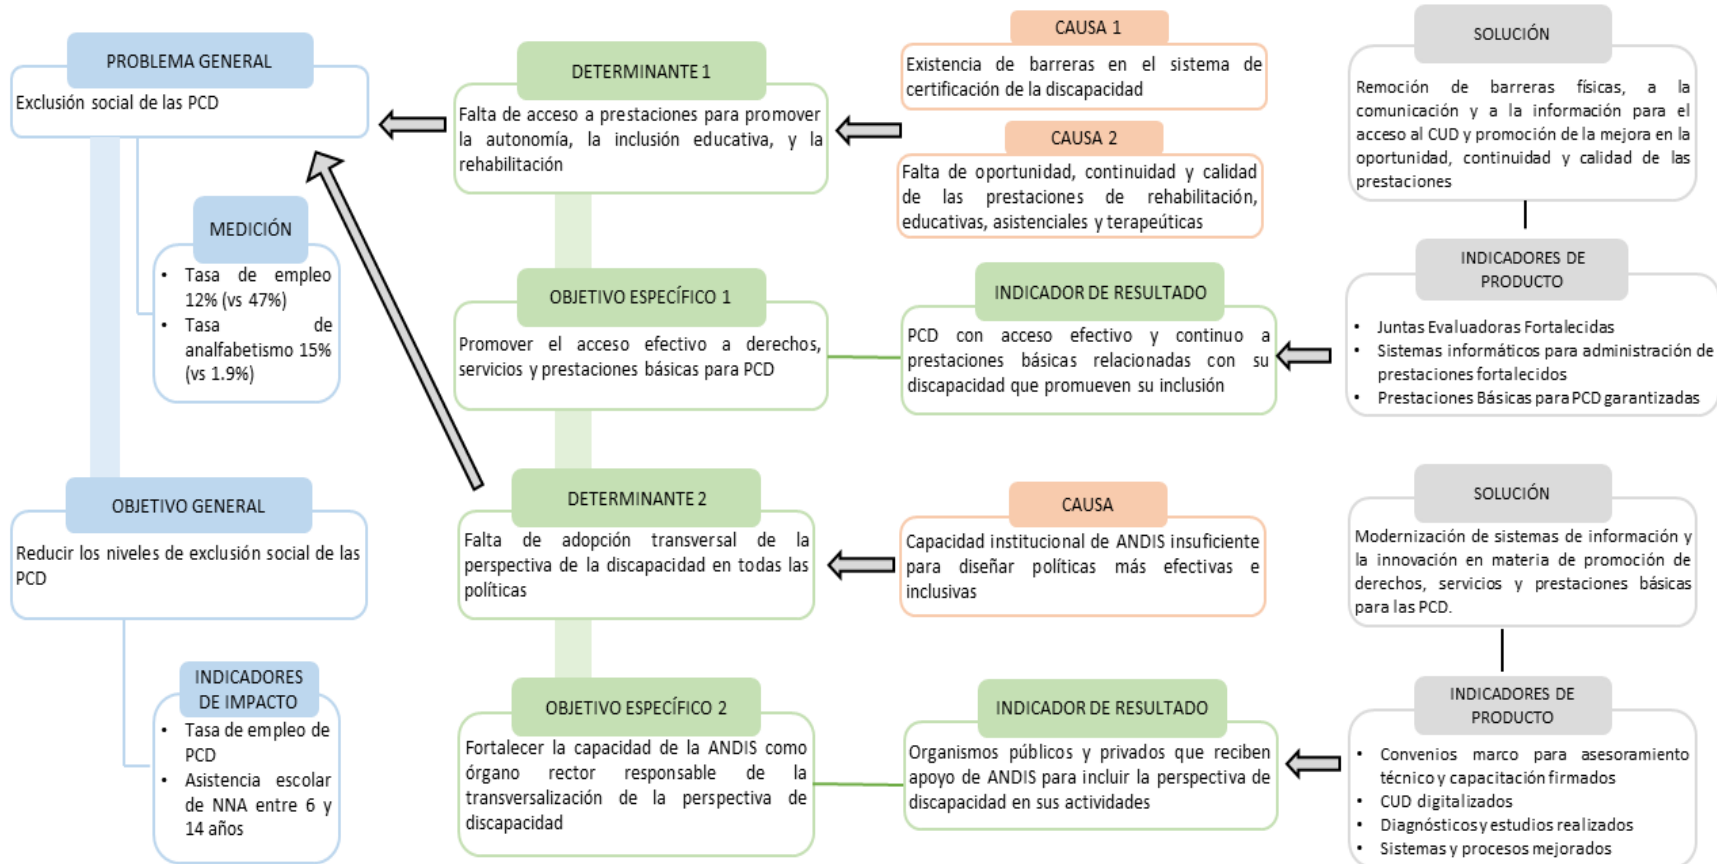 PROBLEMA GENERAL
Exclusión social de las PCD
MEDICIÓN
• Tasa de empleo
12% (vs 47%)
• Tasa de
analfabetismo 15%
(vs 1.9%)
OBJETIVO GENERAL
Reducir los niveles de exclusión social de las
PCD
INDICADORES
DE IMPACTO
• Tasa de empleo de
PCD
• Asistencia escolar
de NNA entre 6 y
14 años
DETERMINANTE 1
Falta de acceso a prestaciones para promover
la autonomía, la inclusión educativa, y la
rehabilitación
OBJETIVO ESPECÍFICO 1
Promover el acceso efectivo a derechos,
servicios y prestaciones básicas para PCD
DETERMINANTE 2
Falta de adopción transversal de la
perspectiva de la discapacidad en todas las
políticas
OBJETIVO ESPECÍFICO 2
Fortalecer la capacidad de la ANDIS como
órgano rector responsable de la
transversalización de la perspectiva de
discapacidad
CAUSA 1
Existencia de barreras en el sistema de
certificación de la discapacidad
CAUSA 2
Falta de oportunidad, continuidad y calidad
de las prestaciones de rehabilitación,
educativas, asistenciales y terapeúticas
INDICADOR DE RESULTADO
PCD con acceso efectivo y continuo a
prestaciones básicas relacionadas con su
discapacidad que promueven su inclusión
CAUSA
Capacidad institucional de ANDIS insuficiente
para diseñar políticas más efectivas e
inclusivas
INDICADOR DE RESULTADO
Organismos públicos y privados que reciben
apoyo de ANDIS para incluir la perspectiva de
discapacidad en sus actividades
SOLUCIÓN
Remoción de barreras físicas, a la
comunicación y a la información para el
acceso al CUD y promoción de la mejora en la
oportunidad, continuidad y calidad de las
prestaciones
INDICADORES DE
PRODUCTO
• Juntas Evaluadoras Fortalecidas
• Sistemas informáticos para administración de
prestaciones fortalecidos
• Prestaciones Básicas para PCD garantizadas
SOLUCIÓN
Modernización de sistemas de información y
la innovación en materia de promoción de
derechos, servicios y prestaciones básicas
para las PCD.
INDICADORES DE
PRODUCTO
• Convenios marco para asesoramiento
técnico y capacitación firmados
• CUD digitalizados
• Diagnósticos y estudios realizados
• Sistemas y procesos mejorados